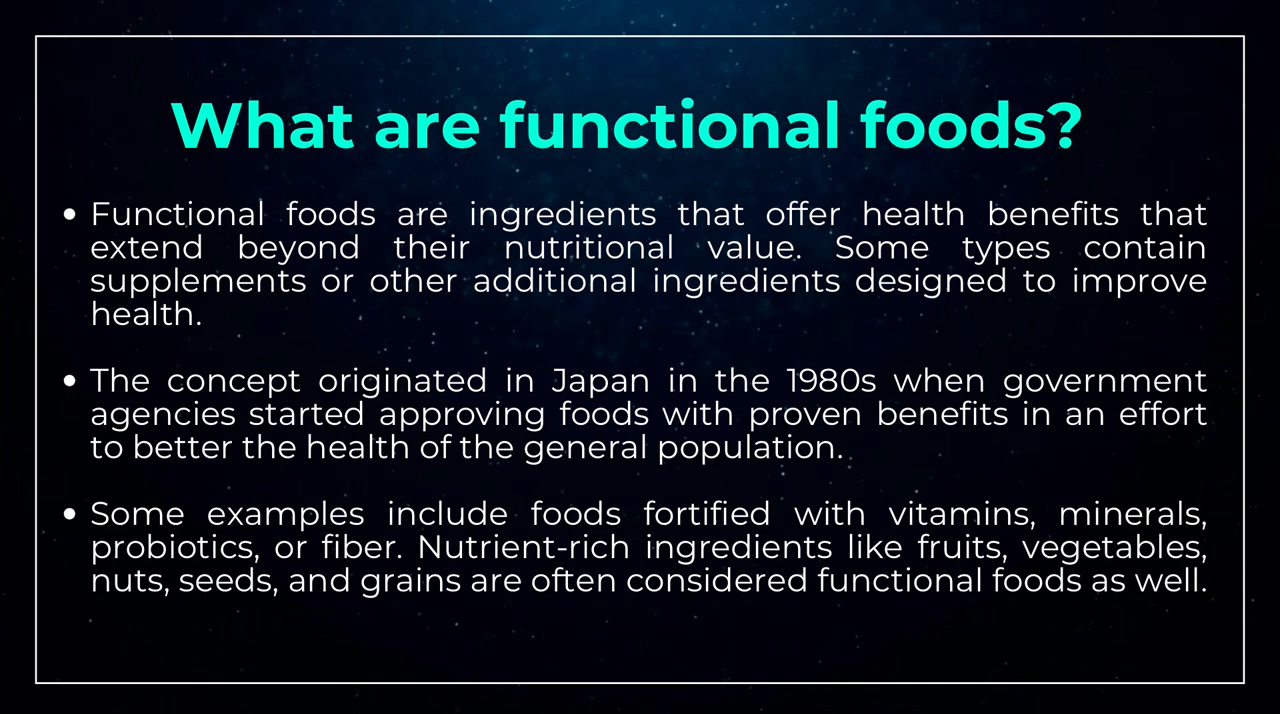 What are functional foods?
• Functional foods are ingredients that offer health benefits that
extend beyond their nutritional value. Some types contain
supplements or other additional ingredients designed to improve
health.
• The concept originated in Japan in the 1980s when government
agencies started approving foods with proven benefits in an effort
to better the health of the general population.
• Some examples include foods fortified with vitamins, minerals,
probiotics, or fiber. Nutrient-rich ingredients like fruits, vegetables,
nuts, seeds, and grains are often considered functional foods as well.